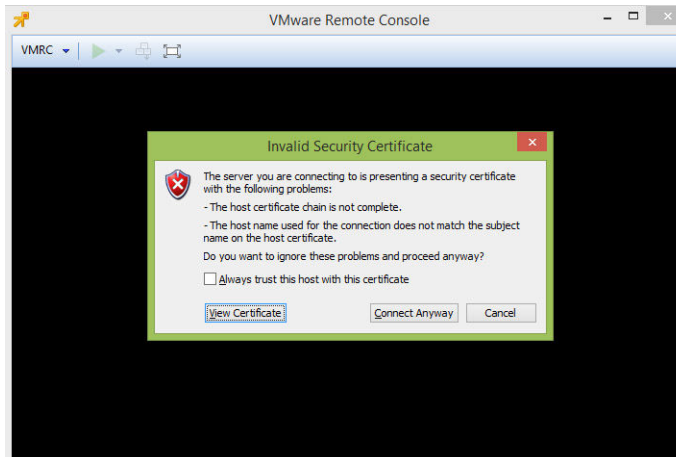 VMware Remote Console
VMRC
Invalid Security Certificate
The server you are connecting to is presenting a security certificate
with the following problems:
- The host certificate chain is not complete.
- The host name used for the connection does not match the subject
name on the host certificate.
Do you want to ignore these problems and proceed anyway?
Always trust this host with this certificate
View Certificate
Connect Anyway
Cancel